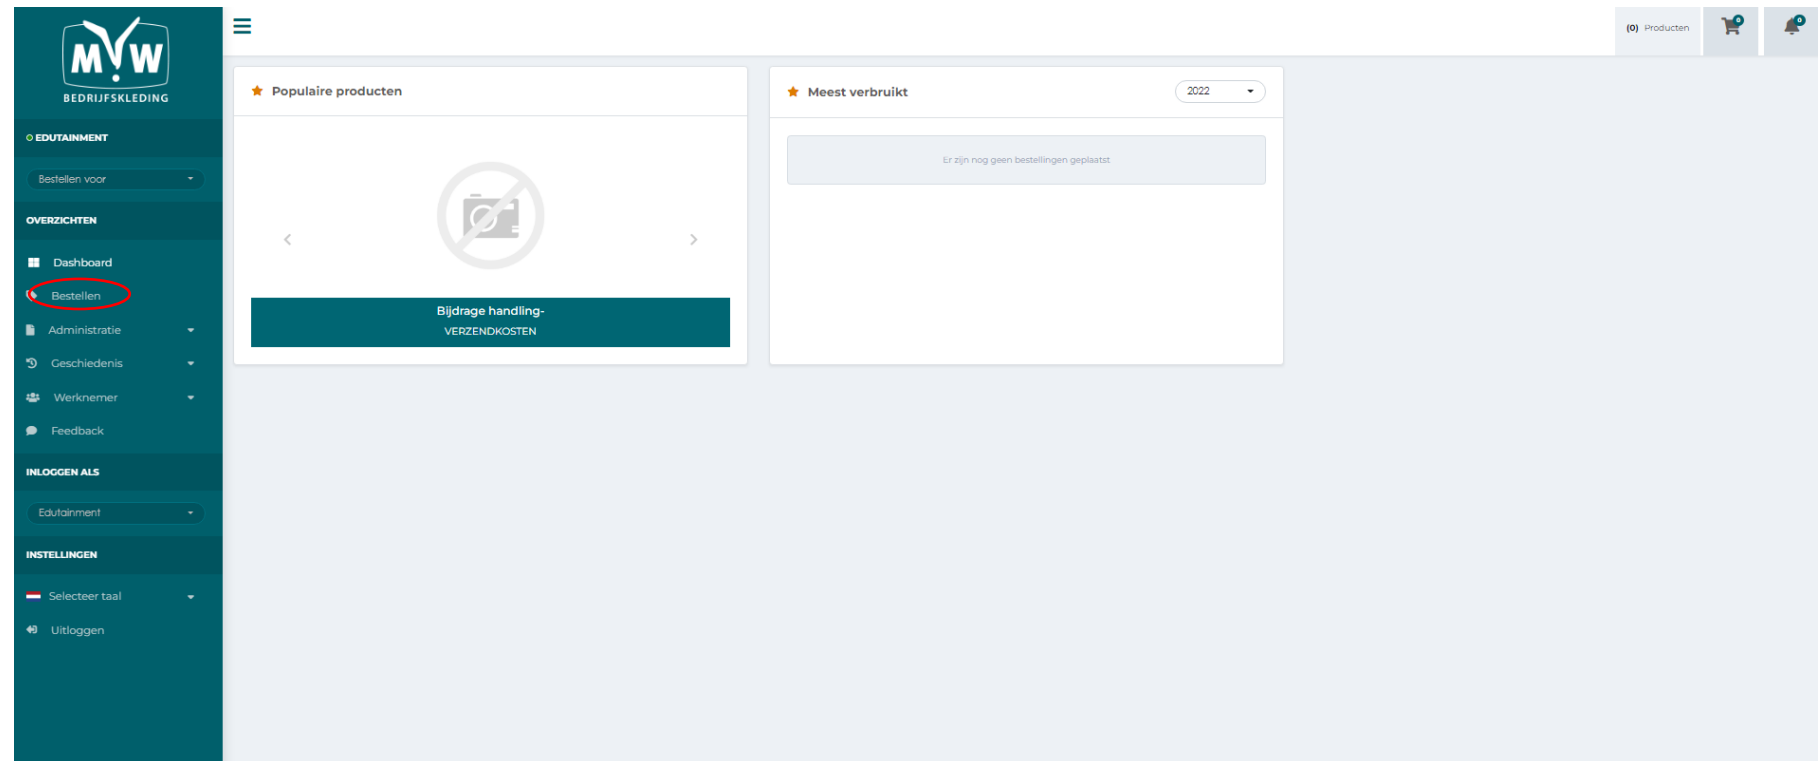 MVW
BEDRIJFSKLEDING
EDUTAINMENT
Bestellen voor
OVERZICHTEN
Dashboard
Bestellen
Administratie
Geschiedenis
Werknemer
Feedback
INLOGGEN ALS
Edutainment
INSTELLINGEN
Selecteer taal
Uitloggen
(0) Producten
0
0
Populaire producten
Bijdrage handling-
VERZENDKOSTEN
Meest verbruikt
2022
Er zijn nog geen bestellingen geplaatst